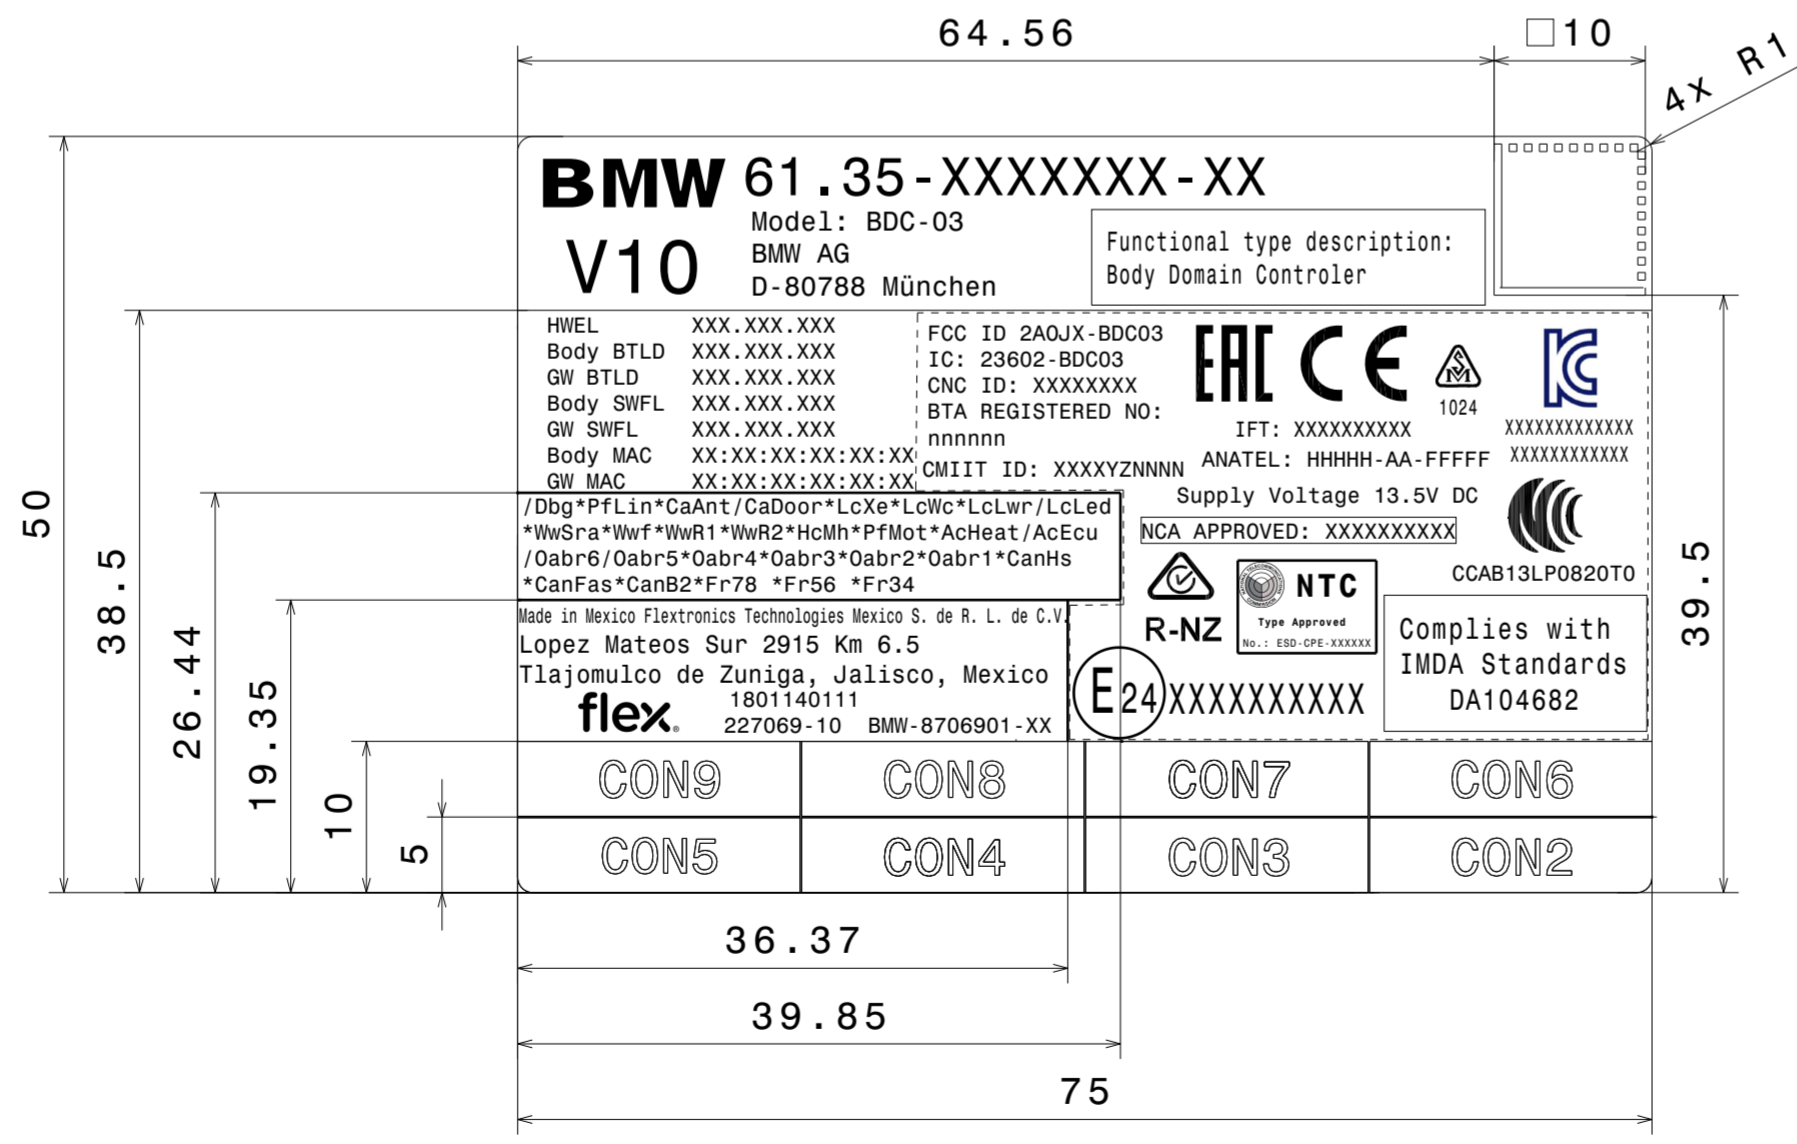 64.56
□10
4x R1
BMW 61.35-XXXXXXX-XX
V10
Model: BDC-03
BMW AG
D-80788 München
Functional type description:
Body Domain Controler
HWEL XXX.XXX.XXX
Body BTLD XXX.XXX.XXX
GW BTLD XXX.XXX.XXX
Body SWFL XXX.XXX.XXX
GW SWFL XXX.XXX.XXX
Body MAC XX:XX:XX:XX:XX:XX
GW MAC XX:XX:XX:XX:XX:XX
FCC ID 2AOJX-BDC03
IC: 23602-BDC03
CNC ID: XXXXXXXX
BTA REGISTERED NO:
nnnnnn
CMIIT ID: XXXXYZNNNN
EAC CE
1024
KC
IFT: XXXXXXXXXX
ANATEL: HHHHH-AA-FFFFF
XXXXXXXXXXXXX
XXXXXXXXXXXX
Supply Voltage 13.5V DC
NCA APPROVED: XXXXXXXXXX
CCAB13LP0820T0
/Dbg*PfLin*CaAnt/CaDoor*LcXe*LcWc*LcLwr/LcLed
*WwSra*Wwf*WwR1*WwR2*HcMh*PfMot*AcHeat/AcEcu
/Oabr6/Oabr5*Oabr4*Oabr3*Oabr2*Oabr1*CanHs
*CanFas*CanB2*Fr78 *Fr56 *Fr34
R-NZ
NTC
Type Approved
No.: ESD-CPE-XXXXXX
Complies with
IMDA Standards
DA104682
Made in Mexico Flextronics Technologies Mexico S. de R. L. de C.V.
Lopez Mateos Sur 2915 Km 6.5
Tlajomulco de Zuniga, Jalisco, Mexico
flex®
1801140111
227069-10 BMW-8706901-XX
E24 XXXXXXXXXX
CON9 CON8 CON7 CON6
CON5 CON4 CON3 CON2
50
38.5
26.44
19.35
10
5
39.5
36.37
39.85
75